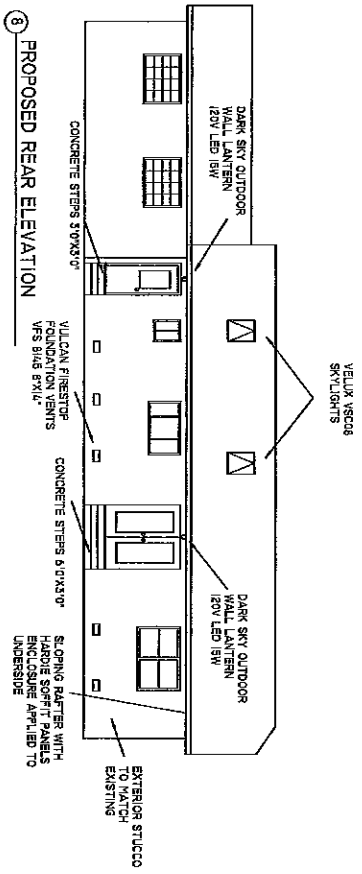 VELUX VSC06
SKYLIGHTS
DARK SKY OUTDOOR
WALL LANTERN
120V LED 15W
DARK SKY OUTDOOR
WALL LANTERN
120V LED 15W
CONCRETE STEPS 3'0"X3'0"
VULCAN FIRESTOP
FOUNDATION VENTS
VFS 814B 8"X14"
CONCRETE STEPS 6'0"X3'0"
SLOPING RAFTER WITH
HARDIE SOFFIT PANELS
ENCLOSURE APPLIED TO
UNDERSIDE
EXTERIOR STUCCO
TO MATCH
EXISTING
8 PROPOSED REAR ELEVATION